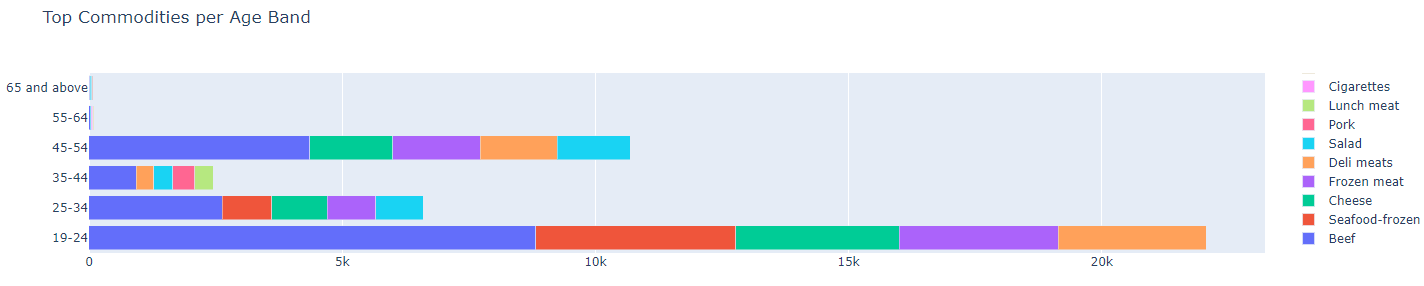 Top Commodities per Age Band
65 and above
55-64
45-54
35-44
25-34
19-24
0
5k
10k
15k
20k
Cigarettes
Lunch meat
Pork
Salad
Deli meats
Frozen meat
Cheese
Seafood-frozen
Beef